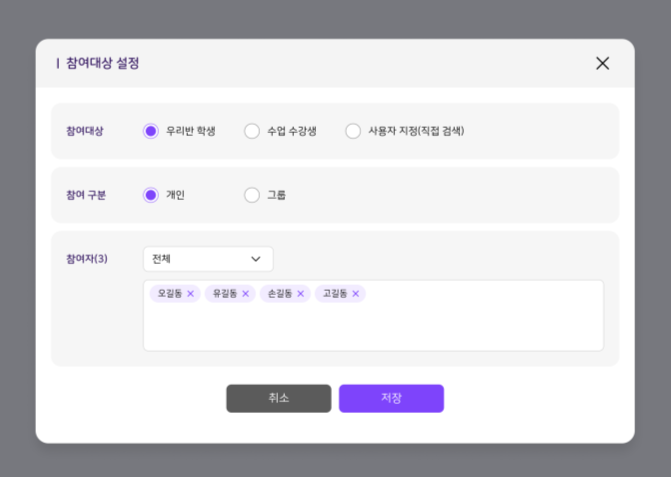 참여대상 설정
참여대상 우리반 학생 수업 수강생 사용자 지정(직접 검색)
참여 구분 개인 그룹
참여자(3) 전체
오길동 유길동 손길동 고길동
취소 저장